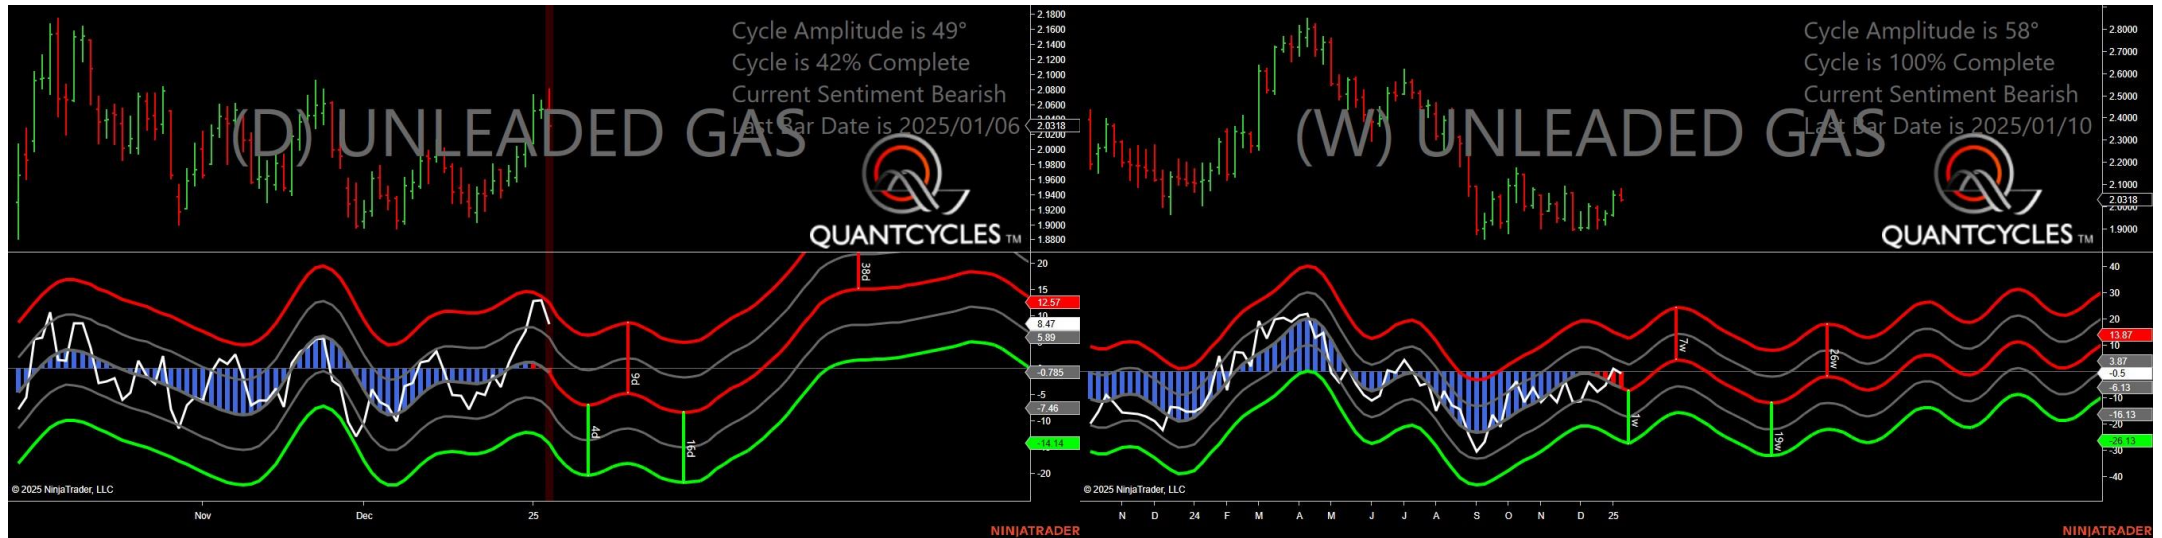 Cycle Amplitude is 49°
Cycle is 42% Complete
Current Sentiment Bearish
Last Bar Date is 2025/01/06
(D) UNLEADED GAS
QUANTCYCLES TM
2.1800
2.1600
2.1400
2.1200
2.1000
2.0800
2.0600
2.0400
2.0318
2.0000
1.9800
1.9600
1.9400
1.9200
1.9000
1.8800
20
15
12.57
10
8.47
5.89
-0.785
-5
-7.46
-10
-14.14
-20
38d
9d
4d
16d
© 2025 NinjaTrader, LLC
Nov
Dec
25
NINJATRADER
Cycle Amplitude is 58°
Cycle is 100% Complete
Current Sentiment Bearish
Last Bar Date is 2025/01/10
(W) UNLEADED GAS
QUANTCYCLES TM
2.8000
2.7000
2.6000
2.5000
2.4000
2.3000
2.2000
2.1000
2.0318
2.0000
1.9000
40
30
20
13.87
10
3.87
-0.5
-6.13
-10
-16.13
-20
-26.13
-30
-40
7w
26w
1w
19w
© 2025 NinjaTrader, LLC
N
D
24
F
M
A
M
J
J
A
S
O
N
D
25
NINJATRADER